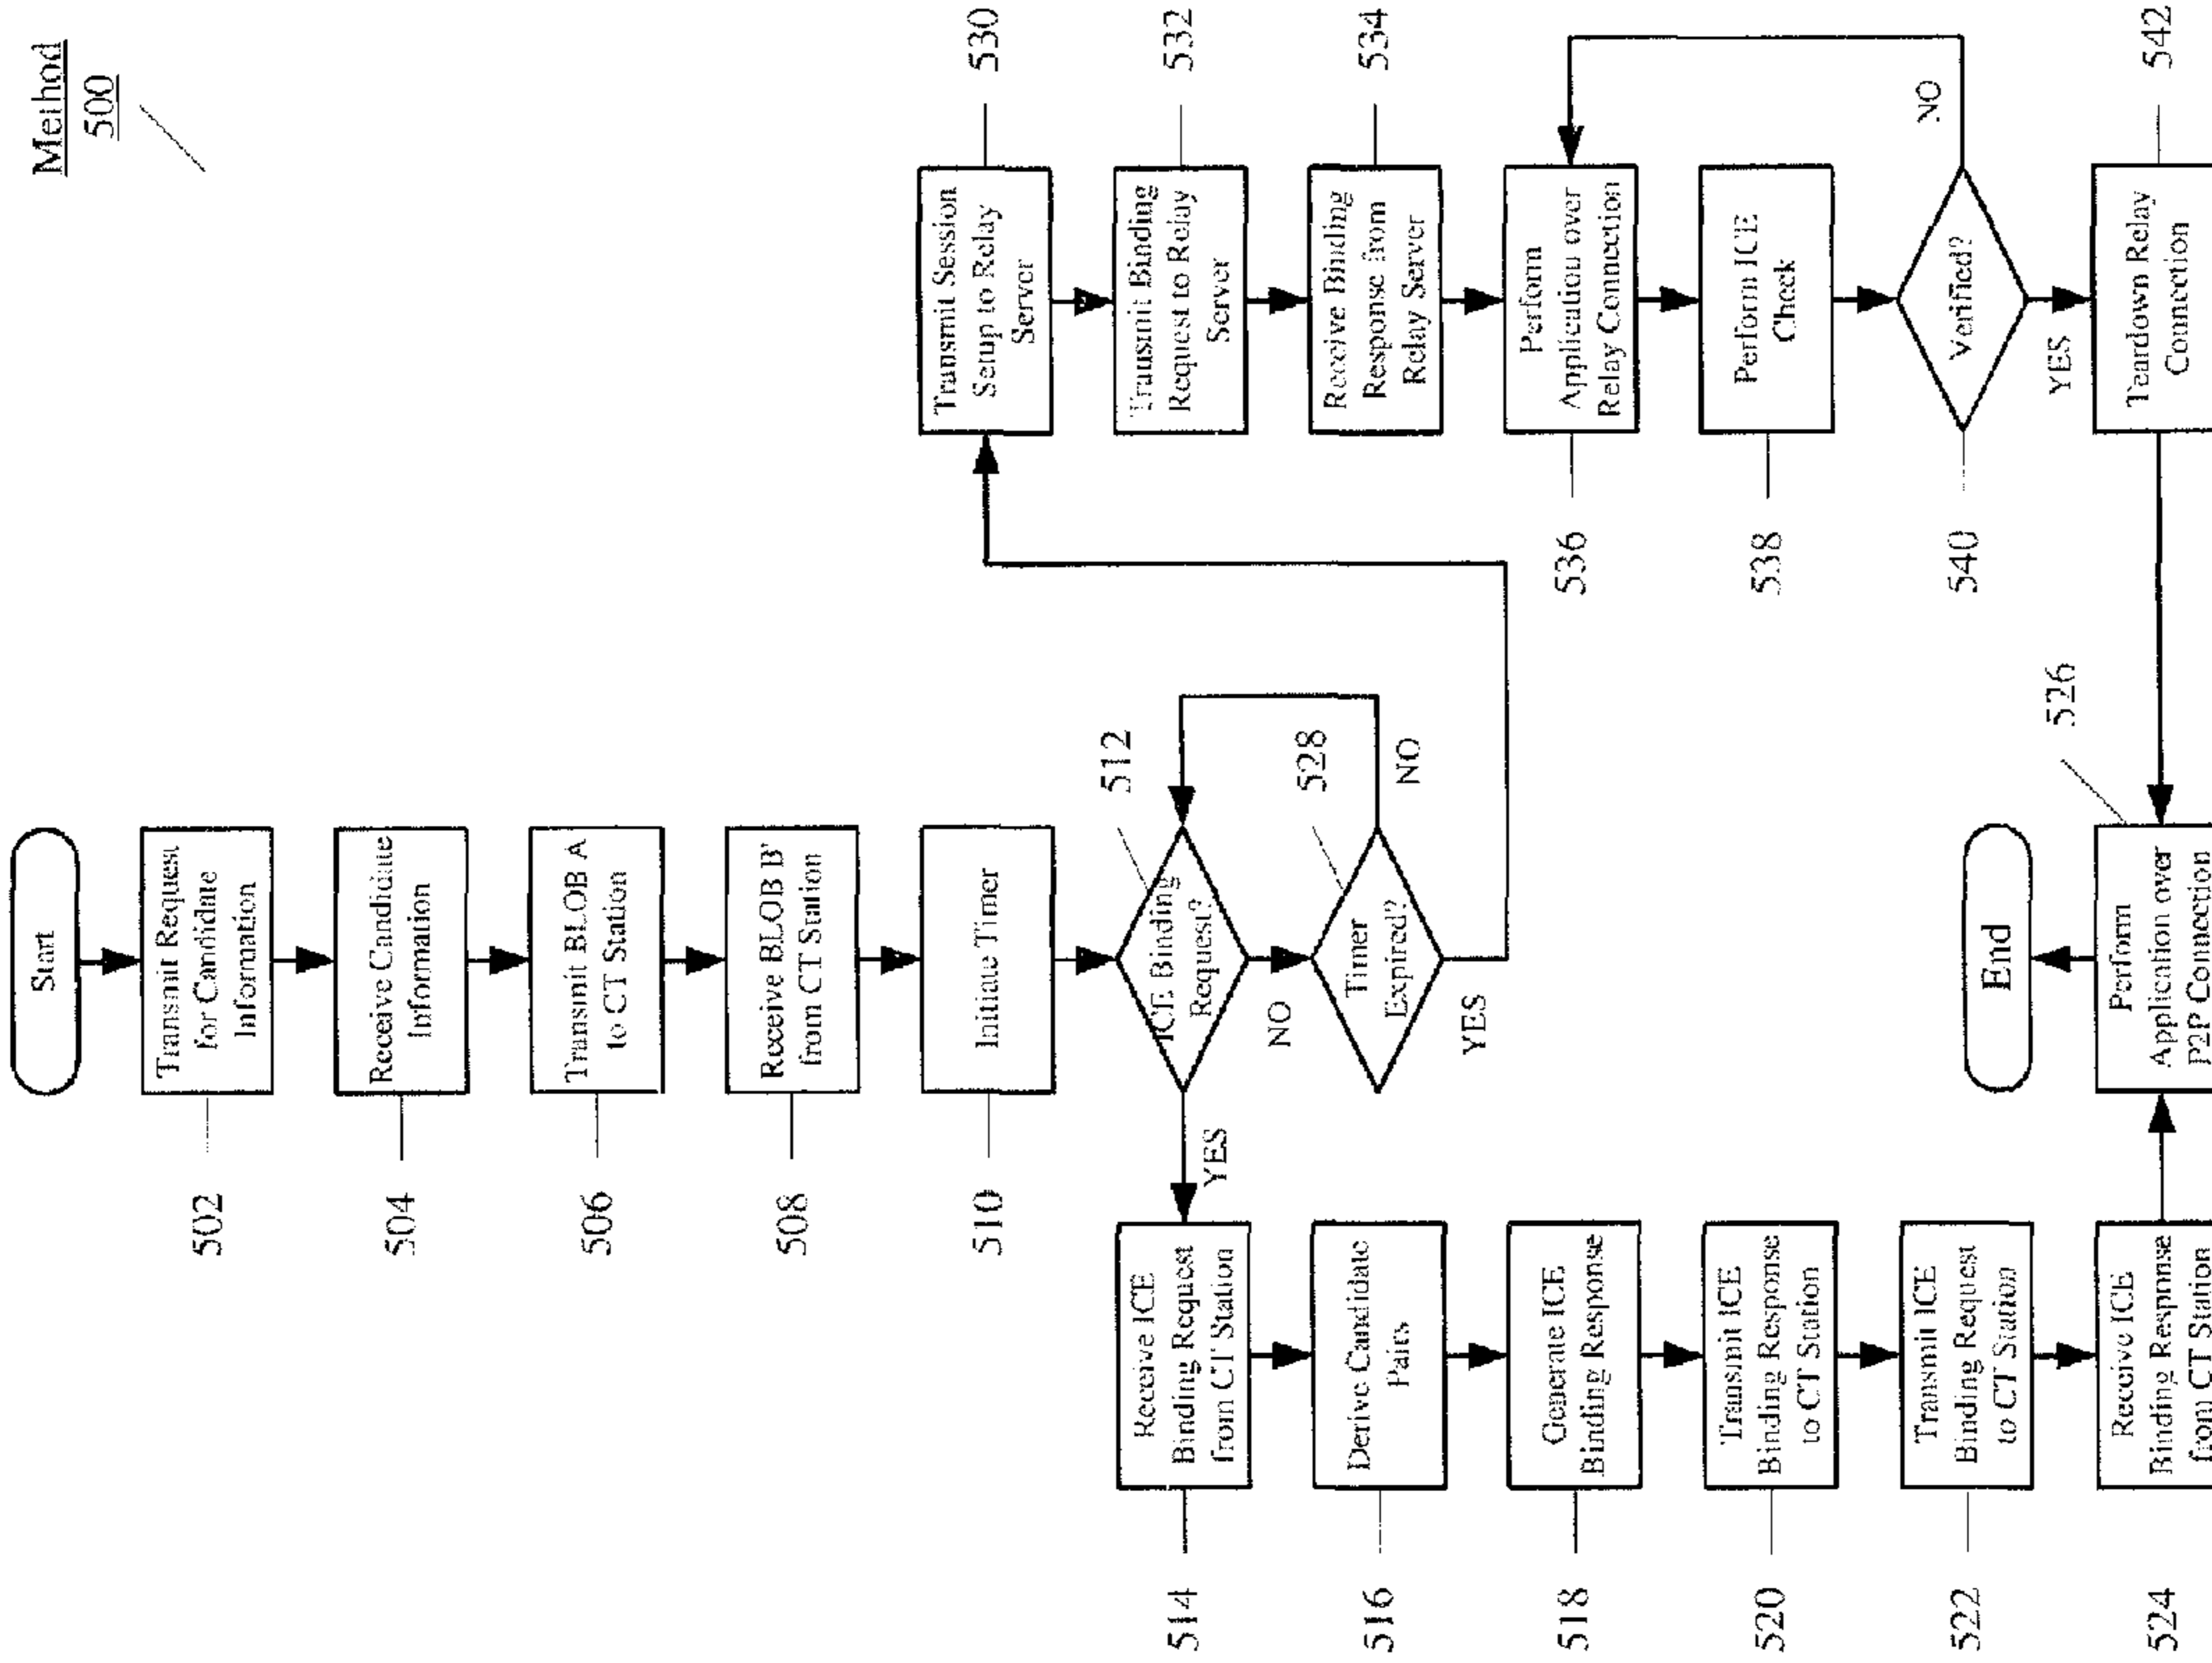 Method
500
Start
Transmit Request
for Candidate
Information
502
Receive Candidate
Information
504
Transmit BLOB A
to CT Station
506
Receive BLOB B'
from CT Station
508
Initiate Timer
510
ICE Binding
Request?
512
YES
NO
Timer
Expired?
528
NO
YES
Receive ICE
Binding Request
from CT Station
514
Derive Candidate
Pairs
516
Generate ICE
Binding Response
518
Transmit ICE
Binding Response
to CT Station
520
Transmit ICE
Binding Request
to CT Station
522
Receive ICE
Binding Response
from CT Station
524
Perform
Application over
P2P Connection
526
End
Transmit Session
Setup to Relay
Server
530
Transmit Binding
Request to Relay
Server
532
Receive Binding
Response from
Relay Server
534
Perform
Application over
Relay Connection
536
Perform ICE
Check
538
Verified?
540
NO
YES
Teardown Relay
Connection
542